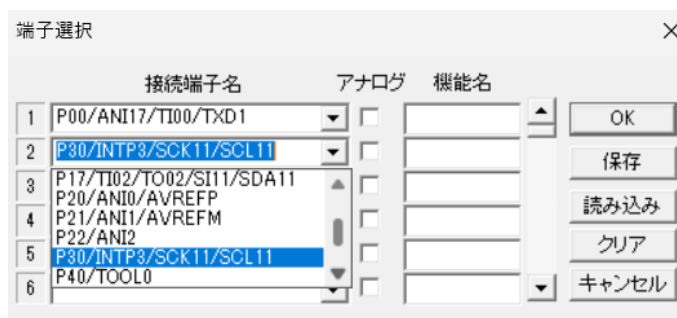 端子選択
接続端子名 アナログ 機能名
1 P00/ANI17/TI00/TXD1 OK
2 P30/INTP3/SCK11/SCL11 保存
3 P17/TI02/TO02/SI11/SDA11 読み込み
P20/ANI0/AVREFP
4 P21/ANI1/AVREFM
P22/ANI2 クリア
5 P30/INTP3/SCK11/SCL11
6 P40/TOOL0 キャンセル